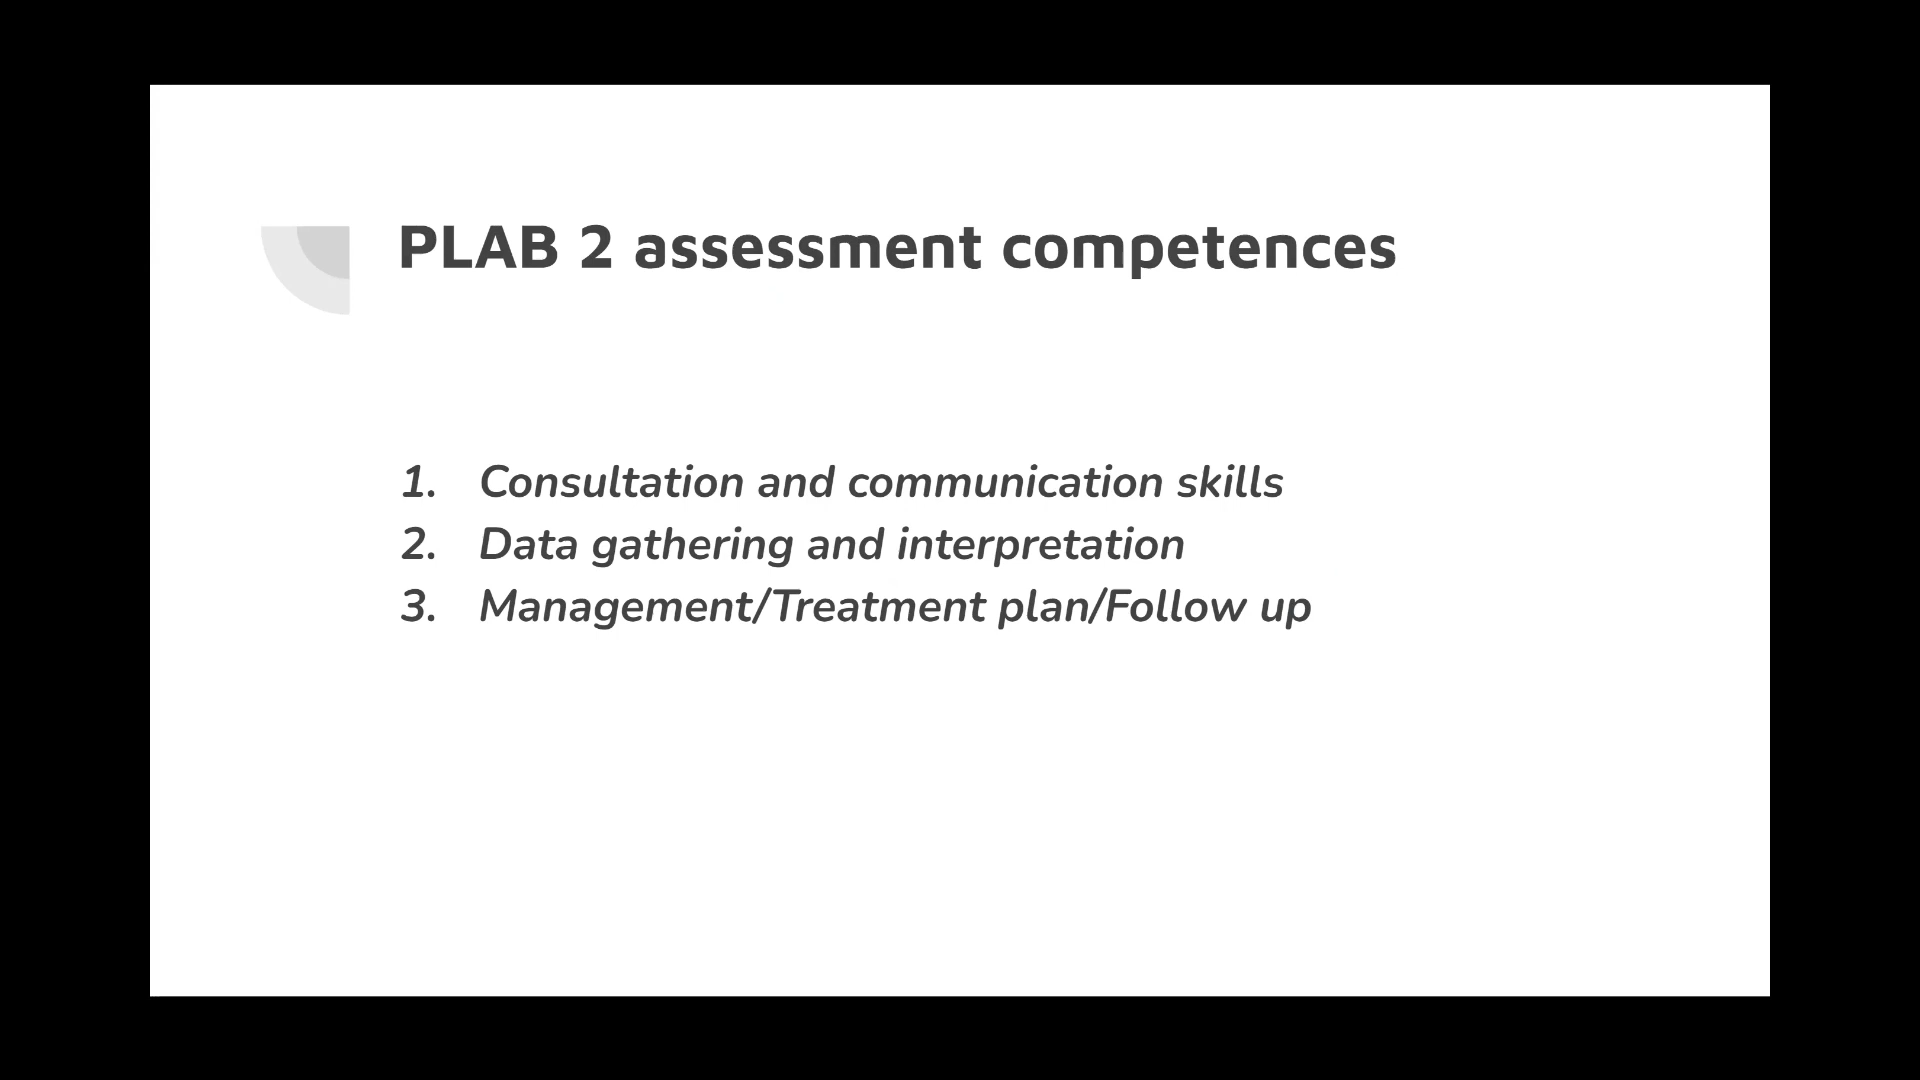 PLAB 2 assessment competences
1. Consultation and communication skills
2. Data gathering and interpretation
3. Management/Treatment plan/Follow up